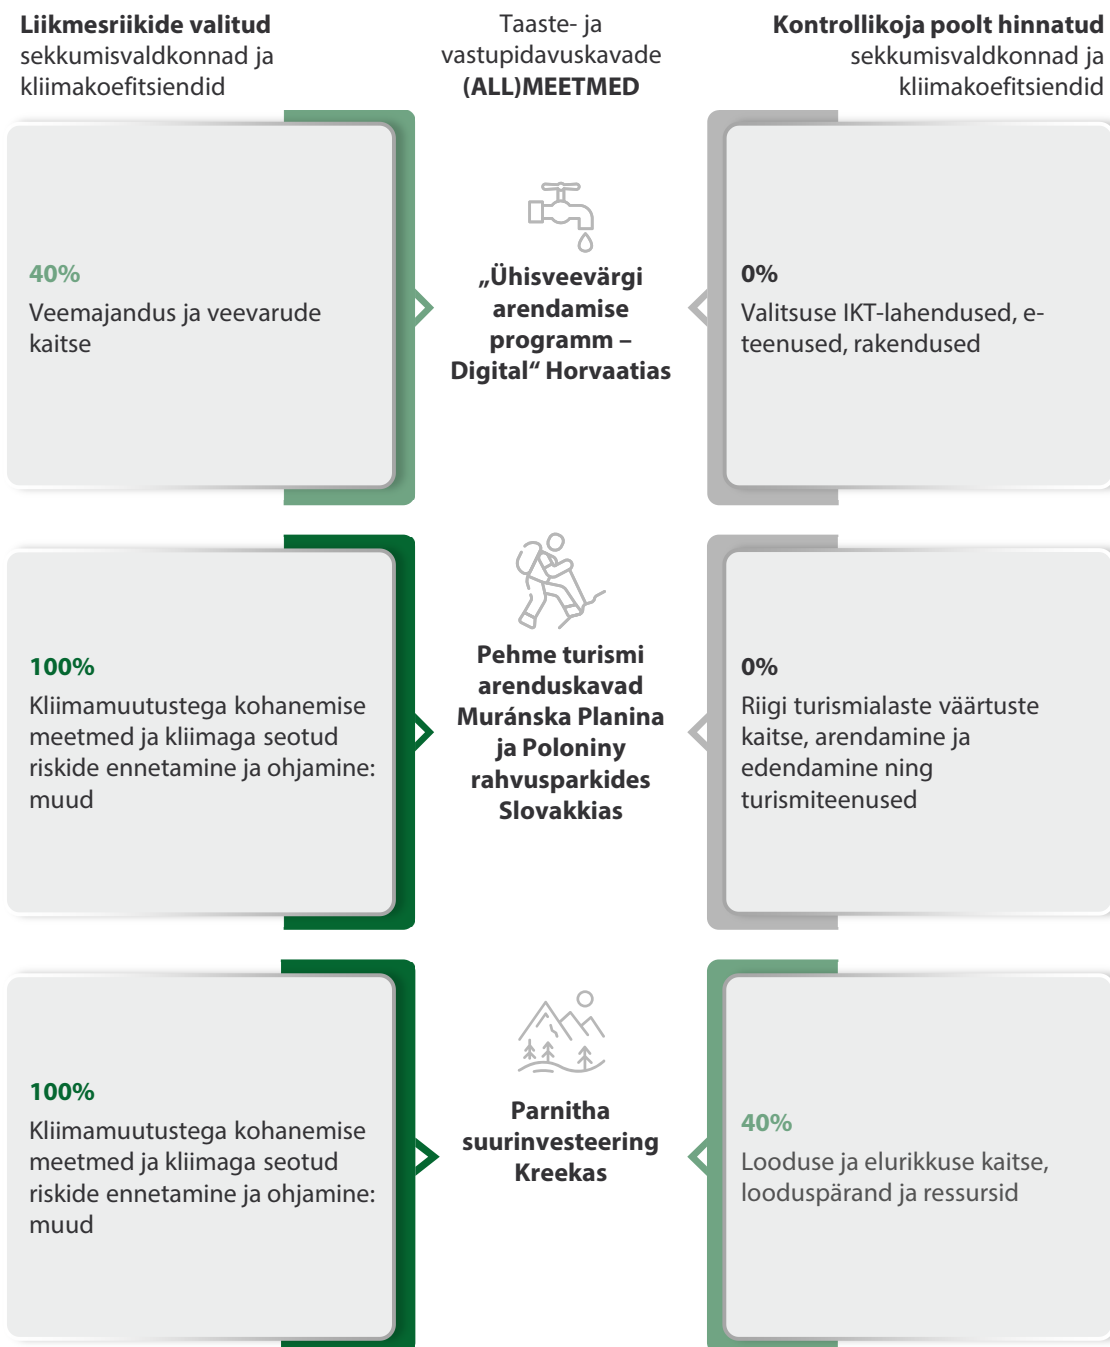 Liikmesriikide valitud
sekkumisvaldkonnad ja
kliimakoefitsiendid
Taaste- ja
vastupidavuskavade
(ALL)MEETMED
Kontrollikoja poolt hinnatud
sekkumisvaldkonnad ja
kliimakoefitsiendid
40%
Veemajandus ja veevarude
kaitse
„Ühisveevärgi
arendamise
programm –
Digital“ Horvaatias
0%
Valitsuse IKT-lahendused, e-
teenused, rakendused
100%
Kliimamuutustega kohanemise
meetmed ja kliimaga seotud
riskide ennetamine ja ohjamine:
muud
Pehme turismi
arenduskavad
Muránska Planina
ja Poloniny
rahvusparkides
Slovakkias
0%
Riigi turismialaste väärtuste
kaitse, arendamine ja
edendamine ning
turismiteenused
100%
Kliimamuutustega kohanemise
meetmed ja kliimaga seotud
riskide ennetamine ja ohjamine:
muud
Parnitha
suurinvesteering
Kreekas
40%
Looduse ja elurikkuse kaitse,
looduspärand ja ressursid